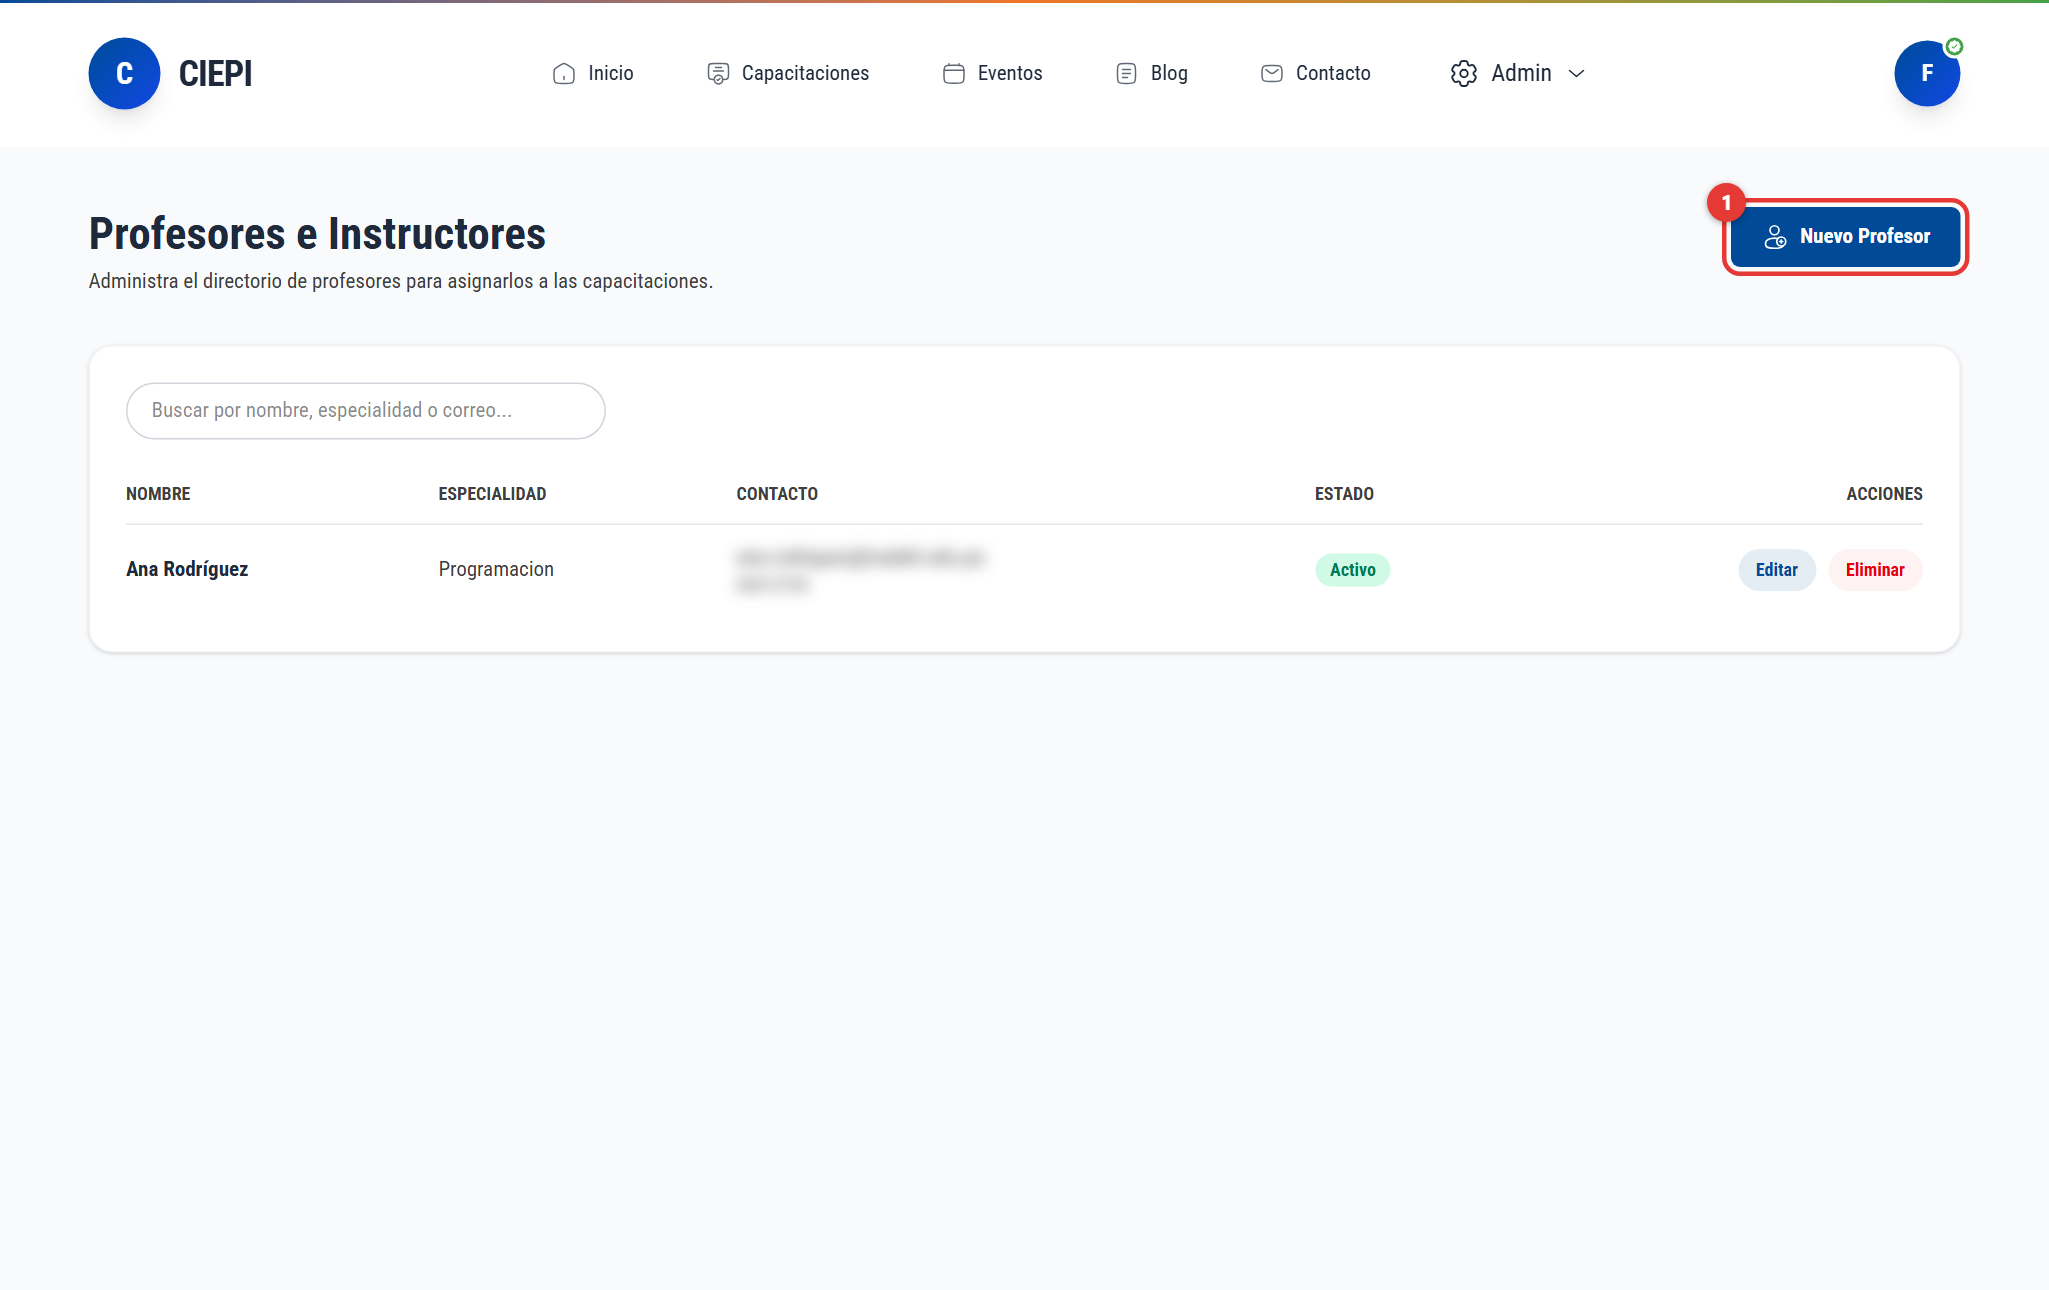 C CIEPI Inicio Capacitaciones Eventos Blog Contacto Admin F
1
Profesores e Instructores
Nuevo Profesor
Administra el directorio de profesores para asignarlos a las capacitaciones.
Buscar por nombre, especialidad o correo...
NOMBRE ESPECIALIDAD CONTACTO ESTADO ACCIONES
Ana Rodríguez Programacion Activo Editar Eliminar